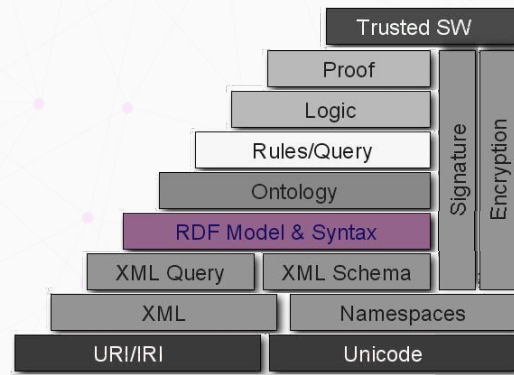 Trusted SW
Proof
Logic
Rules/Query
Ontology
RDF Model & Syntax
XML Query XML Schema
XML Namespaces
URI/IRI Unicode
Signature
Encryption